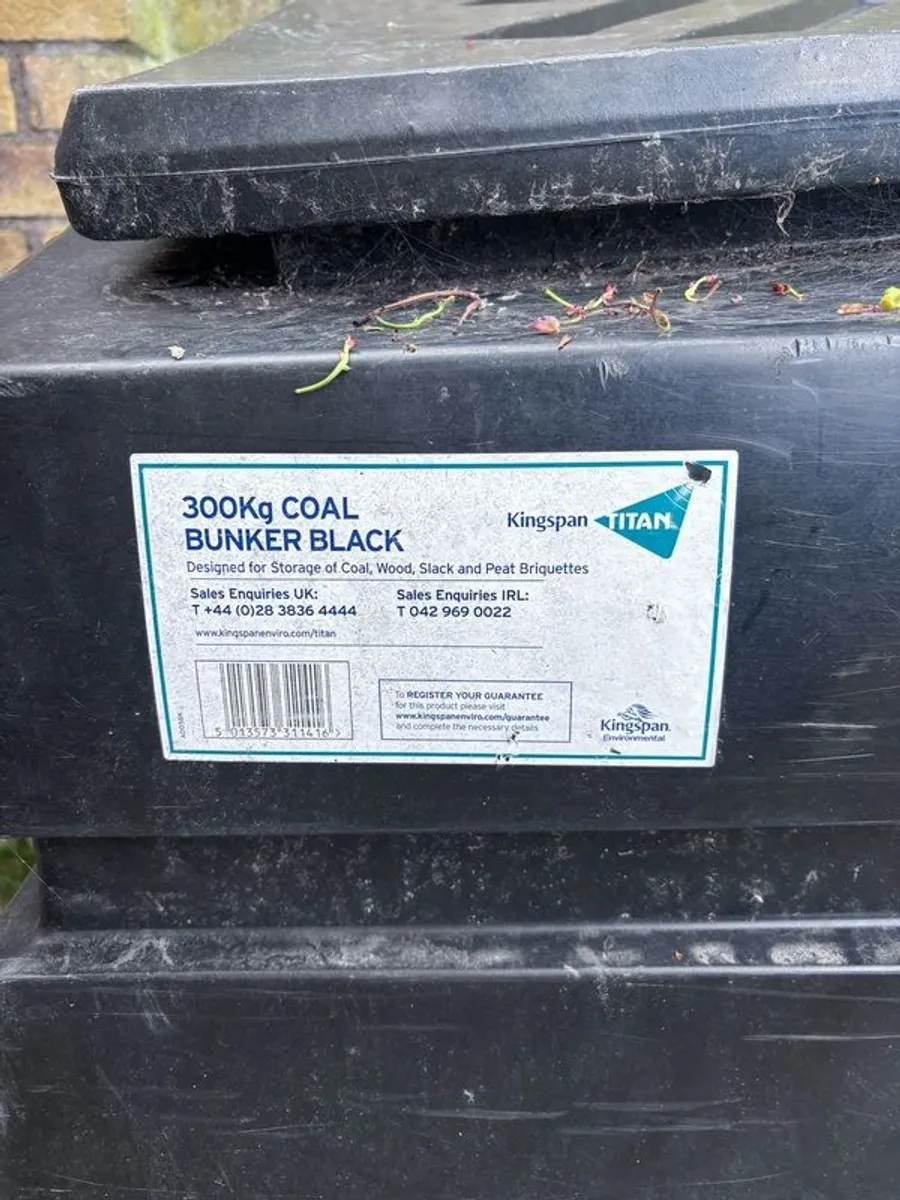 300Kg COAL
BUNKER BLACK
Kingspan TITAN
Designed for Storage of Coal, Wood, Slack and Peat Briquettes
Sales Enquiries UK:
T +44 (0)28 3836 4444
Sales Enquiries IRL:
T 042 969 0022
www.kingspanenviro.com/titan
5 013573 311416 >
To REGISTER YOUR GUARANTEE
for this product please visit
www.kingspanenviro.com/guarantee
and complete the necessary details
Kingspan
Environmental